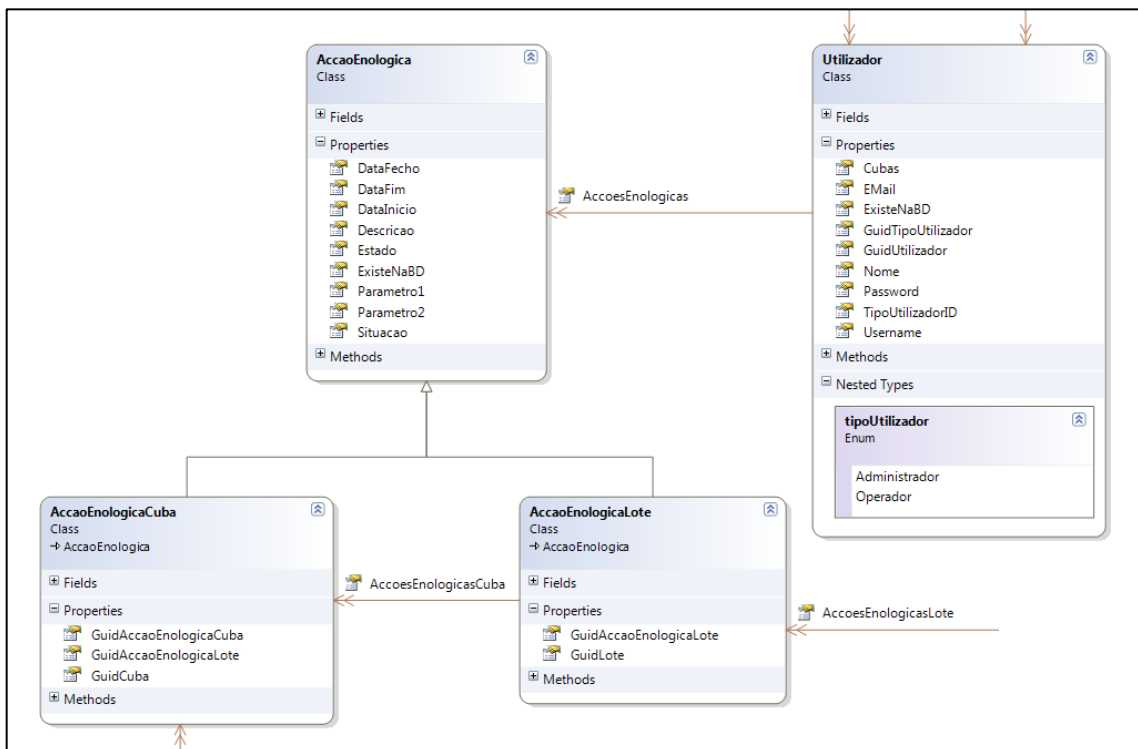 AccaoEnologica
Class
Fields
Properties
DataFecho
DataFim
DataInicio
Descricao
Estado
ExisteNaBD
Parametro1
Parametro2
Situacao
Methods
AccoesEnologicas
Utilizador
Class
Fields
Properties
Cubas
EMail
ExisteNaBD
GuidTipoUtilizador
GuidUtilizador
Nome
Password
TipoUtilizadorID
Username
Methods
Nested Types
tipoUtilizador
Enum
Administrador
Operador
AccaoEnologicaCuba
Class
AccaoEnologica
Fields
Properties
GuidAccaoEnologicaCuba
GuidAccaoEnologicaLote
GuidCuba
Methods
AccoesEnologicasCuba
AccaoEnologicaLote
Class
AccaoEnologica
Fields
Properties
GuidAccaoEnologicaLote
GuidLote
Methods
AccoesEnologicasLote